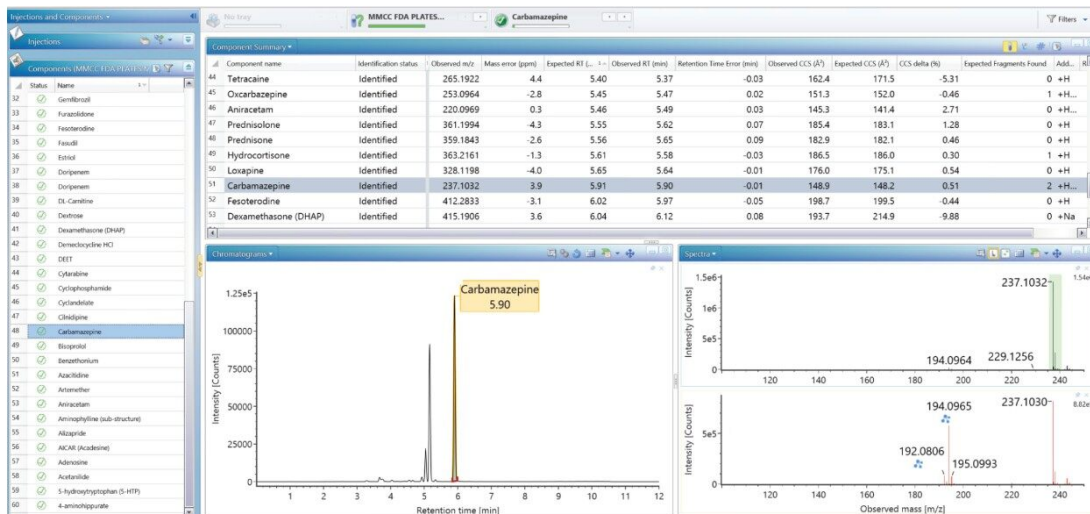 Injections and Components
No tray
MMCC FDA PLATES...
Carbamazepine
Filters
Injections
Components (MMCC FDA PLATES
Status Name
32 Gemfibrozil
33 Furazolidone
34 Fesoterodine
35 Fasudil
36 Estriol
37 Doripenem
38 Doripenem
39 DL-Carnitine
40 Dextrose
41 Dexamethasone (DHAP)
42 Demeclocycline HCl
43 DEET
44 Cytarabine
45 Cyclophosphamide
46 Cyclandelate
47 Cilnidipine
48 Carbamazepine
49 Bisoprolol
50 Benzethonium
51 Azacitidine
52 Artemether
53 Aniracetam
54 Aminophylline (sub-structure)
55 Alizapride
56 AICAR (Acadesine)
57 Adenosine
58 Acetanilide
59 5-hydroxytryptophan (5-HTP)
60 4-aminohippurate
Component Summary
Component name Identification status Observed m/z Mass error (ppm) Expected RT (... Observed RT (min) Retention Time Error (min) Observed CCS (Å²) Expected CCS (Å²) CCS delta (%) Expected Fragments Found Add... R
44 Tetracaine Identified 265.1922 4.4 5.40 5.37 -0.03 162.4 171.5 -5.31 0 +H
45 Oxcarbazepine Identified 253.0964 -2.8 5.45 5.47 0.02 151.3 152.0 -0.46 1 +H...
46 Aniracetam Identified 220.0969 0.3 5.46 5.49 0.03 145.3 141.4 2.71 0 +H...
47 Prednisolone Identified 361.1994 -4.3 5.55 5.62 0.07 185.4 183.1 1.28 0 +H
48 Prednisone Identified 359.1843 -2.6 5.56 5.65 0.09 182.9 182.1 0.46 0 +H
49 Hydrocortisone Identified 363.2161 -1.3 5.61 5.58 -0.03 186.5 186.0 0.30 1 +H
50 Loxapine Identified 328.1198 -4.0 5.65 5.64 -0.01 176.0 175.1 0.54 0 +H
51 Carbamazepine Identified 237.1032 3.9 5.91 5.90 -0.01 148.9 148.2 0.51 2 +H...
52 Fesoterodine Identified 412.2833 -3.1 6.02 5.97 -0.05 198.7 199.5 -0.44 0 +H
53 Dexamethasone (DHAP) Identified 415.1906 3.6 6.04 6.12 0.08 193.7 214.9 -9.88 0 +Na
Chromatograms
Carbamazepine
5.90
Intensity [Counts]
1.25e5
100000
75000
50000
25000
0
1 2 3 4 5 6 7 8 9 10 11 12
Retention time [min]
Spectra
1.54e
Intensity [Counts]
1.5e6
1e6
5e5
0
237.1032
194.0964
229.1256
120 140 160 180 200 220 240
8.82e
Intensity [Counts]
5e5
0
194.0965
237.1030
192.0806
195.0993
120 140 160 180 200 220 240
Observed mass [m/z]